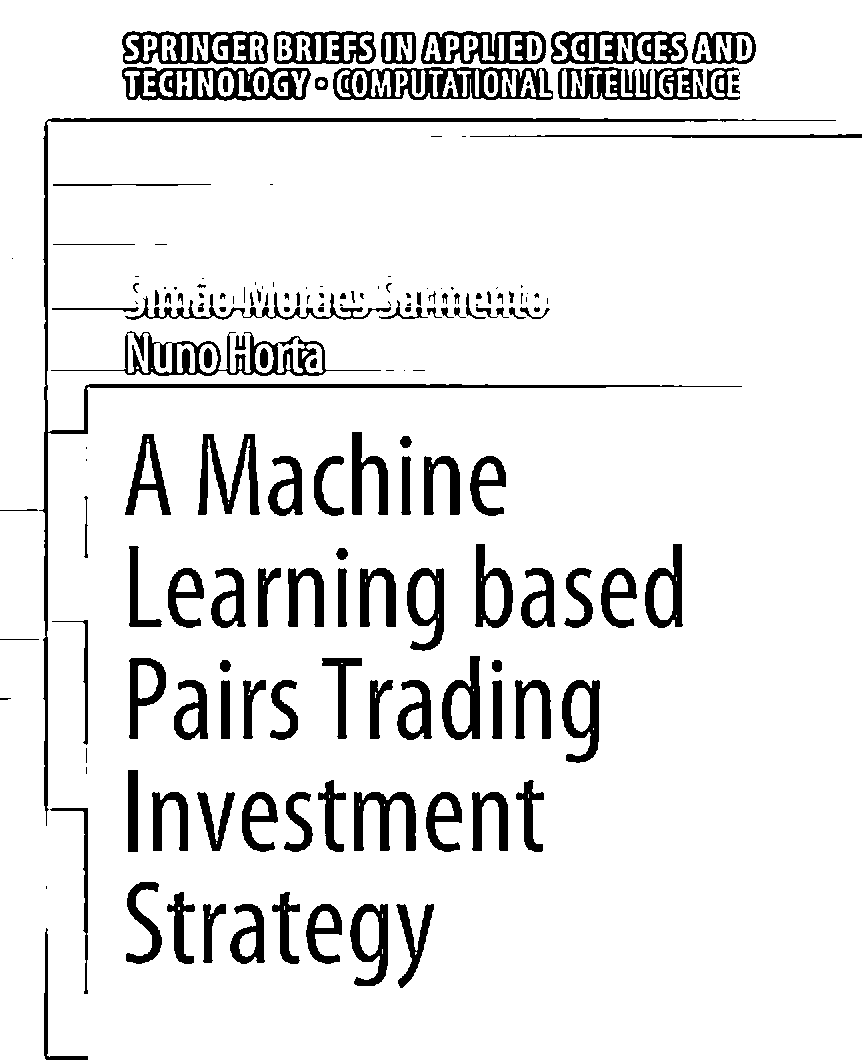 SPRINGER BRIEFS IN APPLIED SCIENCES AND
TECHNOLOGY • COMPUTATIONAL INTELLIGENCE
Simão Moraes Sarmento
Nuno Horta
A Machine
Learning based
Pairs Trading
Investment
Strategy